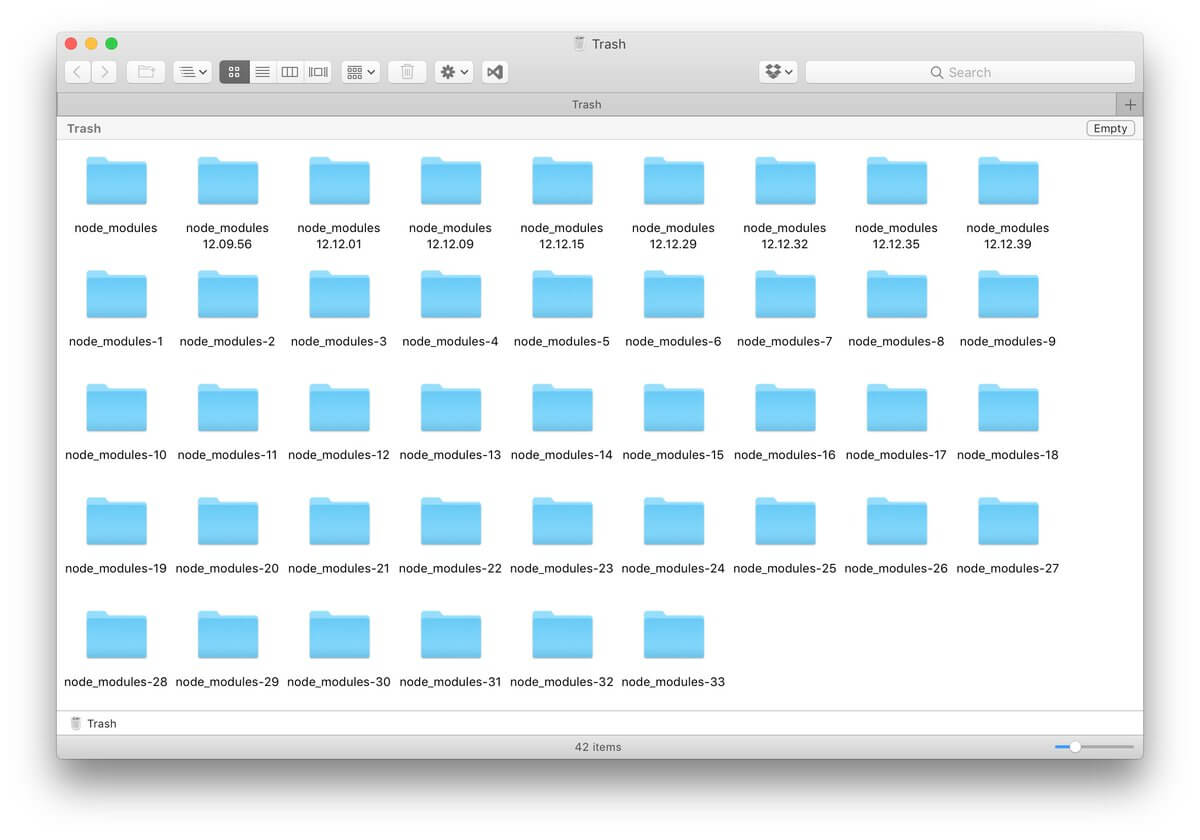 Trash
Search
Trash
Trash
Empty
node_modules
node_modules
12.09.56
node_modules
12.12.01
node_modules
12.12.09
node_modules
12.12.15
node_modules
12.12.29
node_modules
12.12.32
node_modules
12.12.35
node_modules
12.12.39
node_modules-1
node_modules-2
node_modules-3
node_modules-4
node_modules-5
node_modules-6
node_modules-7
node_modules-8
node_modules-9
node_modules-10
node_modules-11
node_modules-12
node_modules-13
node_modules-14
node_modules-15
node_modules-16
node_modules-17
node_modules-18
node_modules-19
node_modules-20
node_modules-21
node_modules-22
node_modules-23
node_modules-24
node_modules-25
node_modules-26
node_modules-27
node_modules-28
node_modules-29
node_modules-30
node_modules-31
node_modules-32
node_modules-33
Trash
42 items